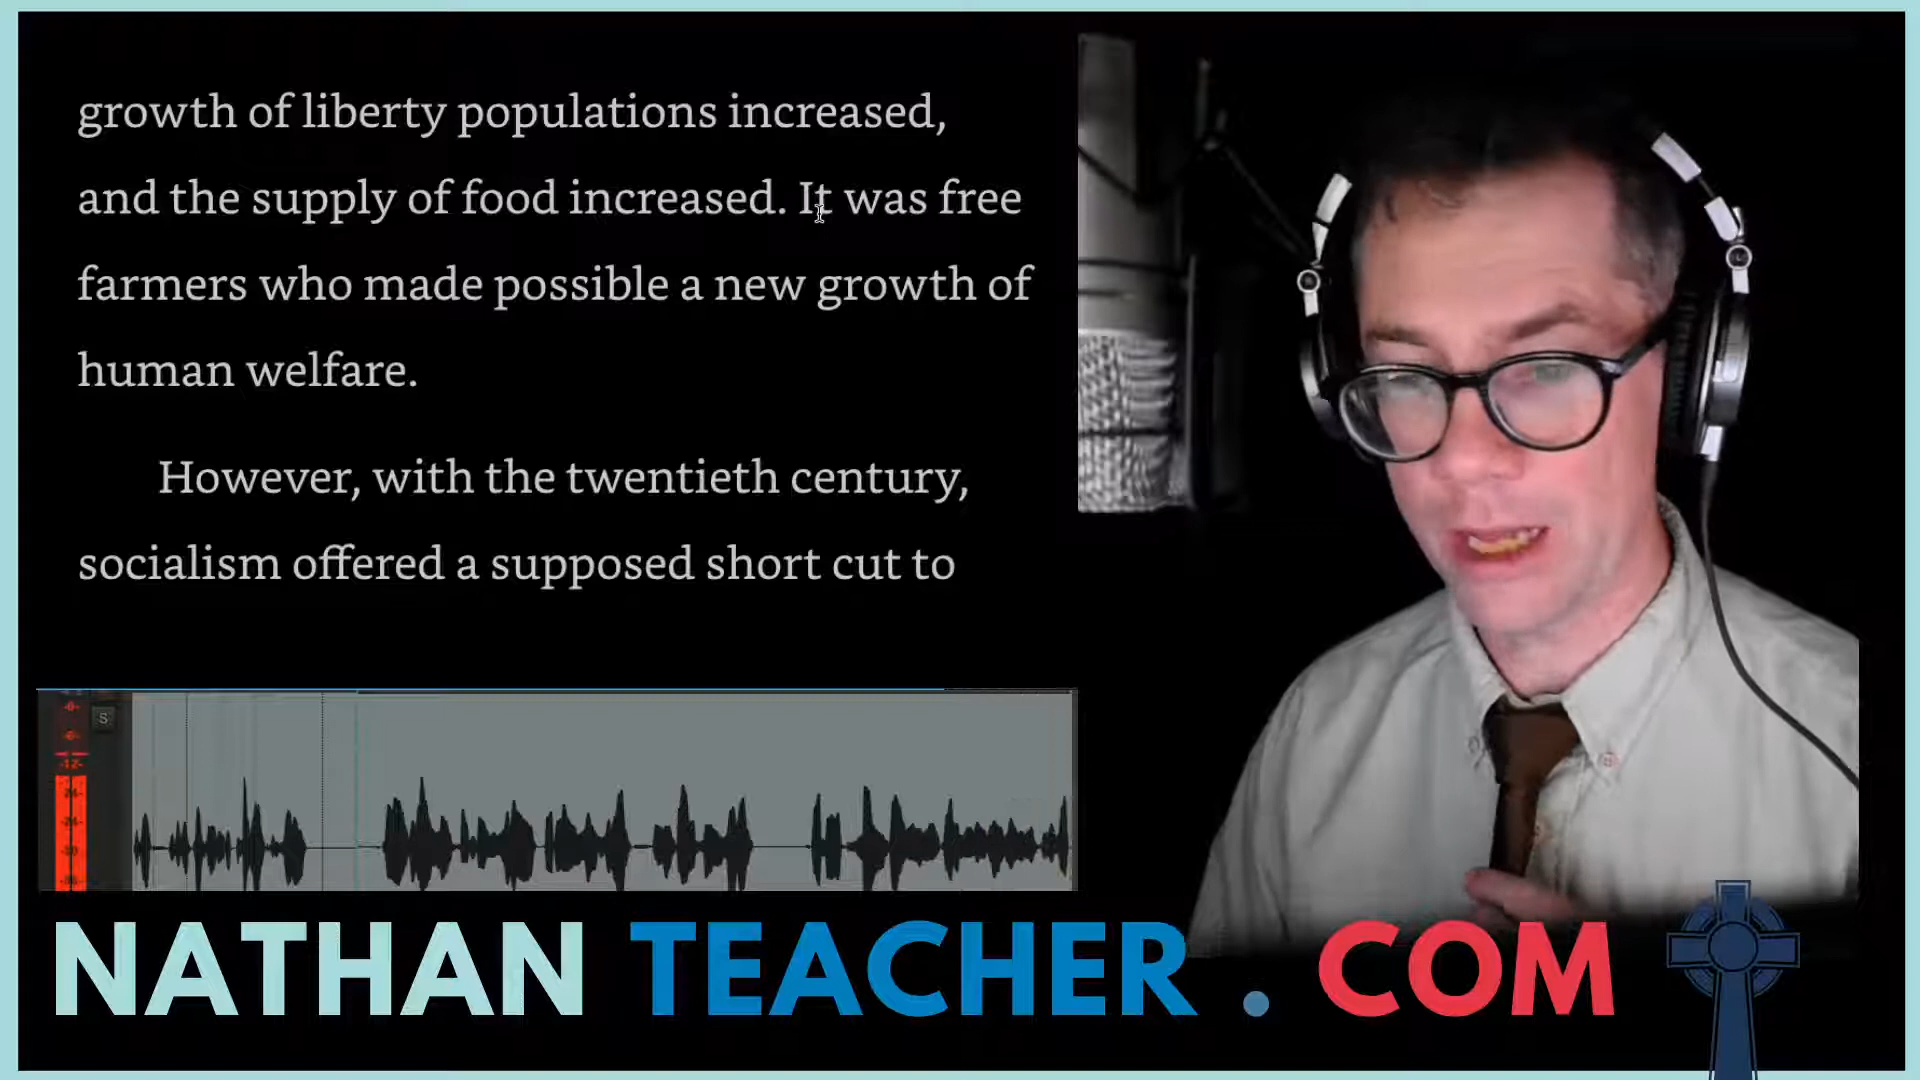 growth of liberty populations increased,
and the supply of food increased. It was free
farmers who made possible a new growth of
human welfare.
However, with the twentieth century,
socialism offered a supposed short cut to
S
-12-
NATHAN TEACHER . COM